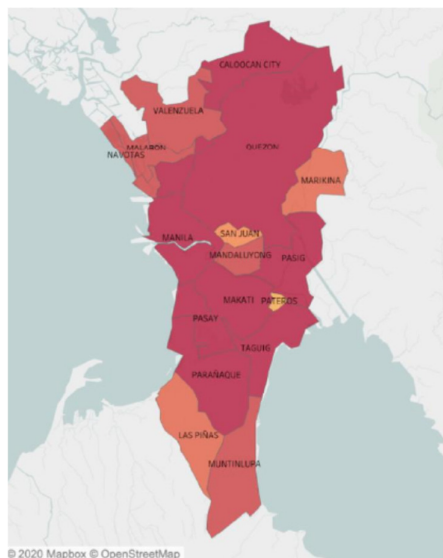 CALOOCAN CITY
VALENZUELA
MALABON
NAVOTAS
QUEZON
MARIKINA
SAN JUAN
MANILA
MANDALUYONG
PASIG
MAKATI
PATEROS
PASAY
TAGUIG
PARAÑAQUE
LAS PIÑAS
MUNTINLUPA
© 2020 Mapbox © OpenStreetMap